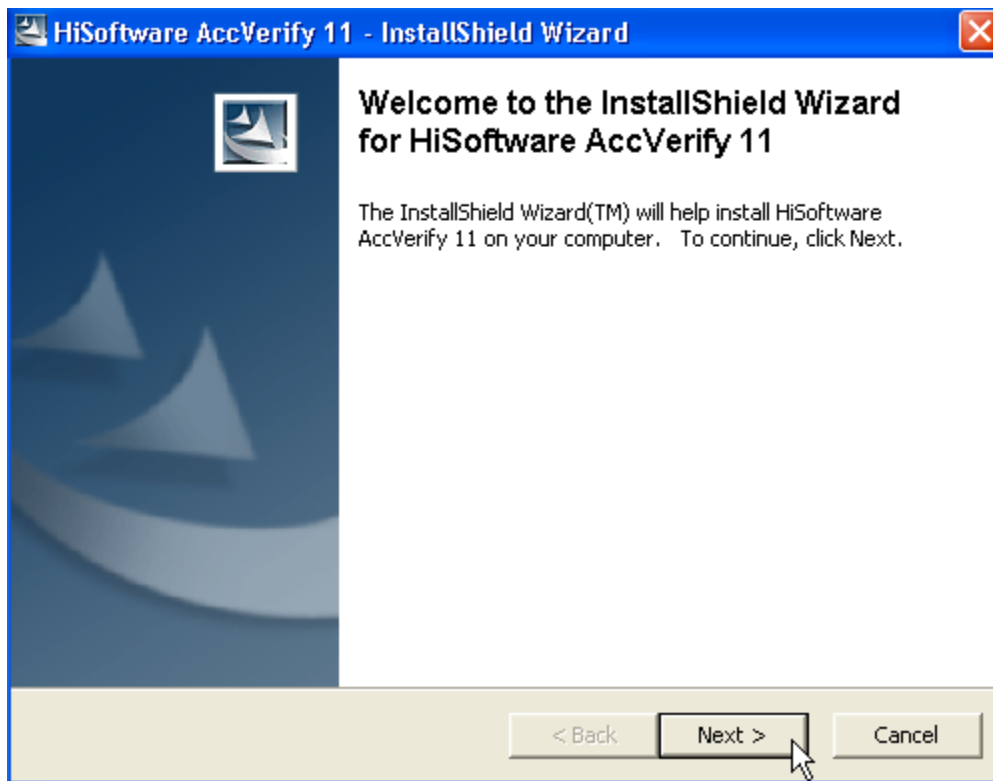 HiSoftware AccVerify 11 - InstallShield Wizard
Welcome to the InstallShield Wizard
for HiSoftware AccVerify 11
The InstallShield Wizard(TM) will help install HiSoftware
AccVerify 11 on your computer.   To continue, click Next.
< Back
Next >
Cancel